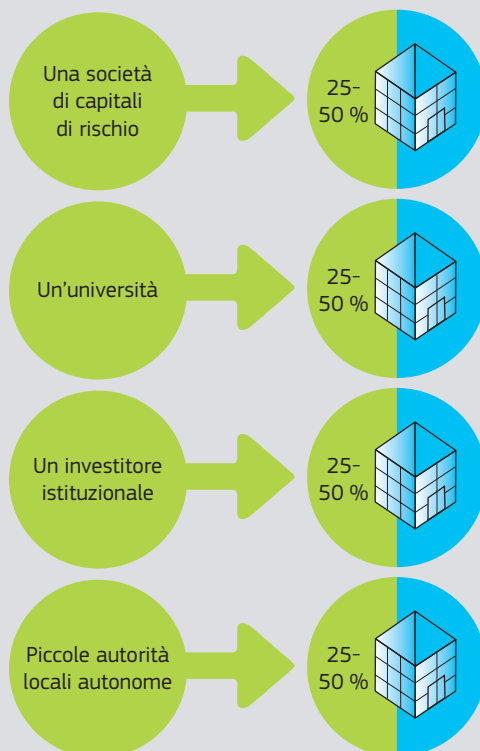 Una società
di capitali
di rischio
25-
50 %
Un’università
25-
50 %
Un investitore
istituzionale
25-
50 %
Piccole autorità
locali autonome
25-
50 %